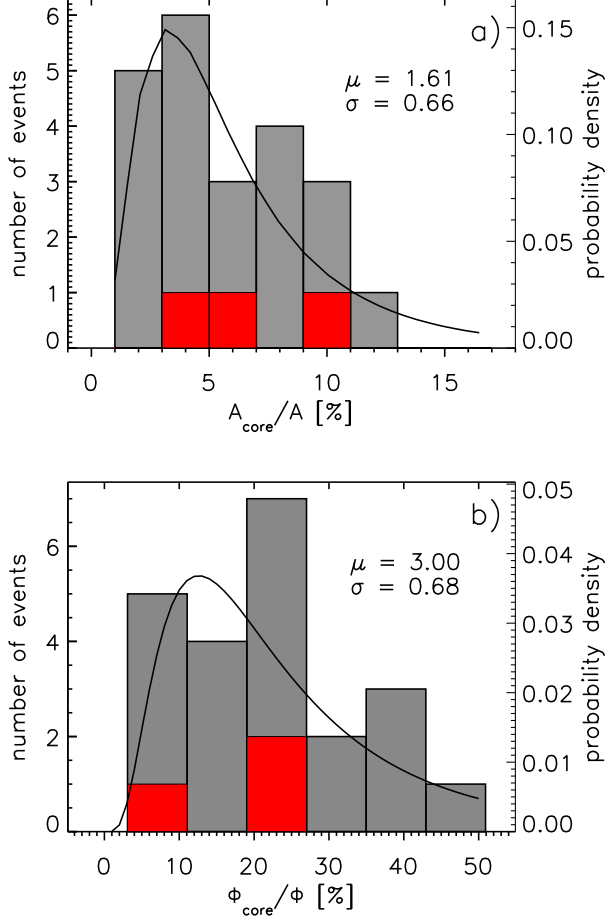 a)
μ = 1.61
σ = 0.66
number of events
0
1
2
3
4
5
6
probability density
0.00
0.05
0.10
0.15
0 5 10 15
A_core/A [%]
b)
μ = 3.00
σ = 0.68
number of events
0
2
4
6
probability density
0.00
0.01
0.02
0.03
0.04
0.05
0 10 20 30 40 50
Φ_core/Φ [%]